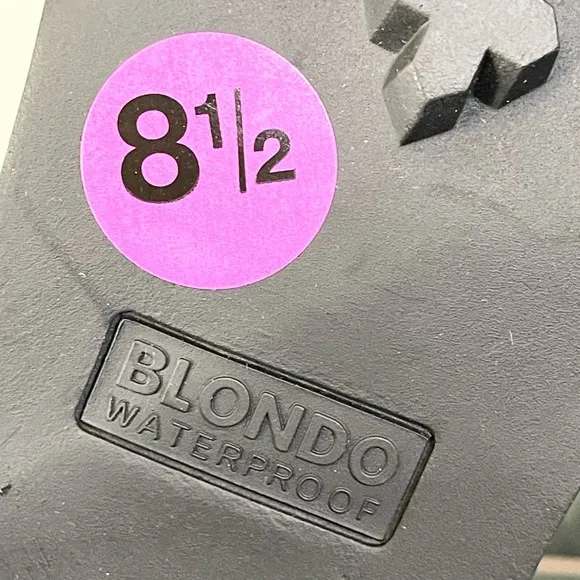 8 1/2
BLONDO
WATERPROOF